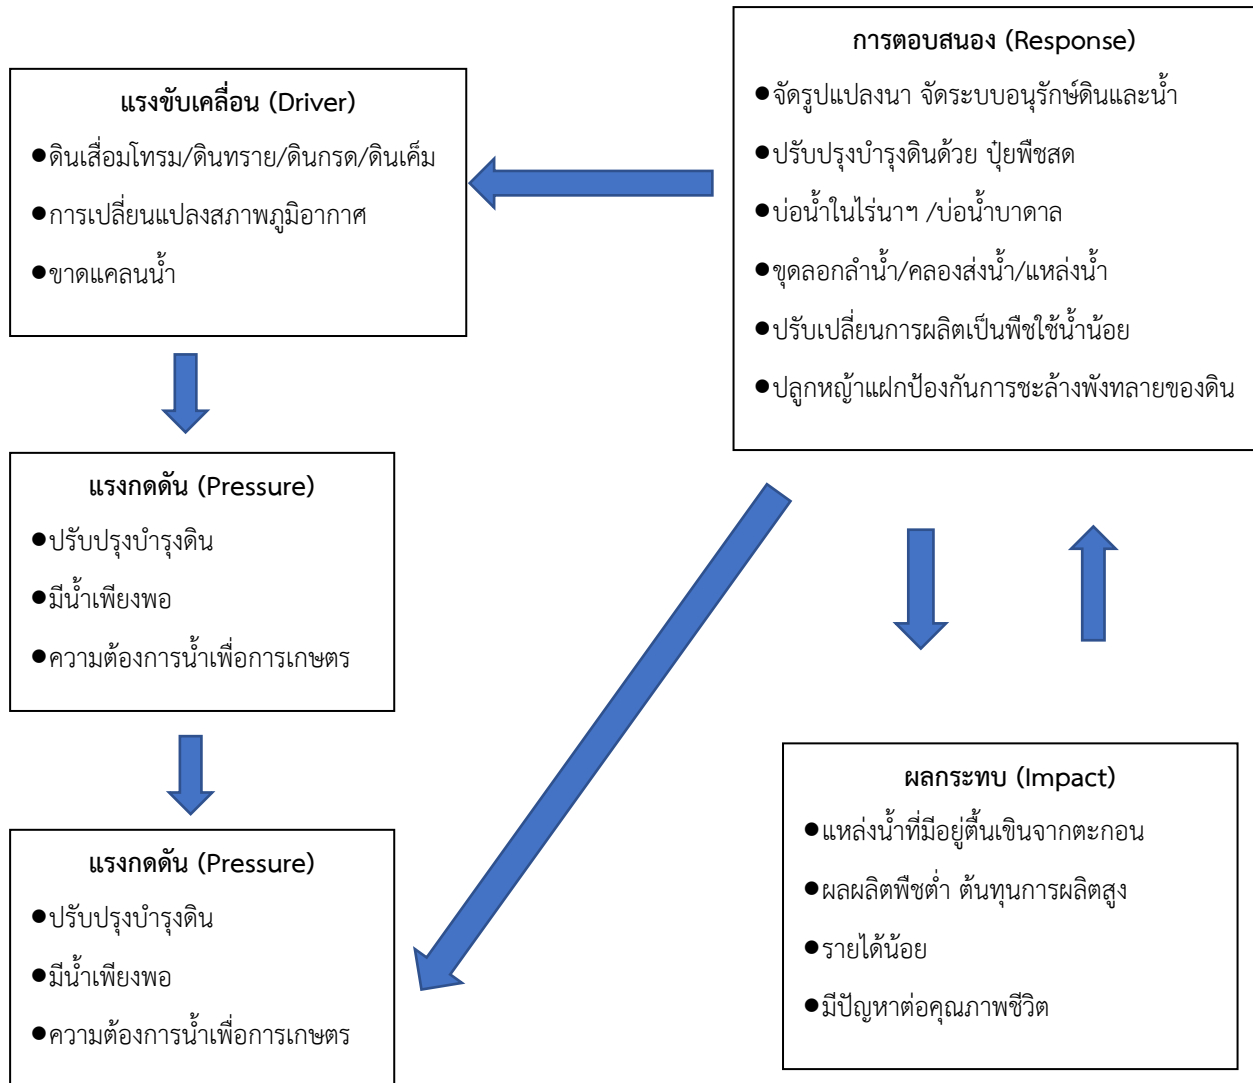 แรงขับเคลื่อน (Driver)
●ดินเสื่อมโทรม/ดินทราย/ดินกรด/ดินเค็ม
●การเปลี่ยนแปลงสภาพภูมิอากาศ
●ขาดแคลนน้ำ
แรงกดดัน (Pressure)
●ปรับปรุงบำรุงดิน
●มีน้ำเพียงพอ
●ความต้องการน้ำเพื่อการเกษตร
แรงกดดัน (Pressure)
●ปรับปรุงบำรุงดิน
●มีน้ำเพียงพอ
●ความต้องการน้ำเพื่อการเกษตร
การตอบสนอง (Response)
●จัดรูปแปลงนา จัดระบบอนุรักษ์ดินและน้ำ
●ปรับปรุงบำรุงดินด้วย ปุ๋ยพืชสด
●บ่อน้ำในไร่นาฯ /บ่อน้ำบาดาล
●ขุดลอกลำน้ำ/คลองส่งน้ำ/แหล่งน้ำ
●ปรับเปลี่ยนการผลิตเป็นพืชใช้น้ำน้อย
●ปลูกหญ้าแฝกป้องกันการชะล้างพังทลายของดิน
ผลกระทบ (Impact)
●แหล่งน้ำที่มีอยู่ตื้นเขินจากตะกอน
●ผลผลิตพืชต่ำ ต้นทุนการผลิตสูง
●รายได้น้อย
●มีปัญหาต่อคุณภาพชีวิต